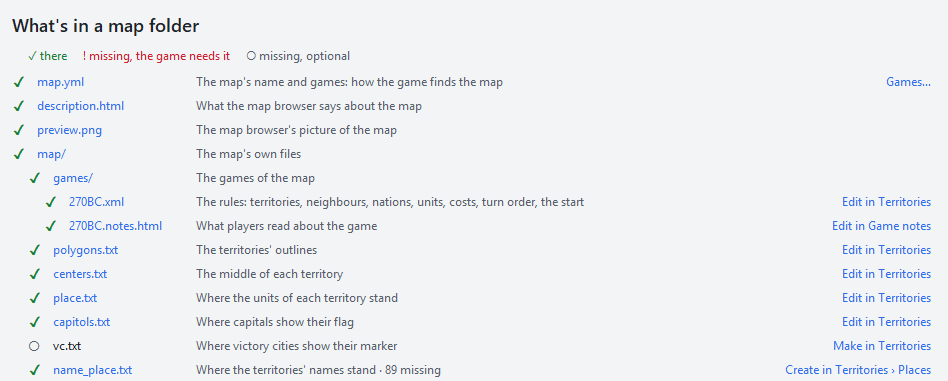 What's in a map folder
✓ there ! missing, the game needs it ○ missing, optional
✔ map.yml The map's name and games: how the game finds the map Games...
✔ description.html What the map browser says about the map
✔ preview.png The map browser's picture of the map
✔ map/ The map's own files
✔ games/ The games of the map
✔ 270BC.xml The rules: territories, neighbours, nations, units, costs, turn order, the start Edit in Territories
✔ 270BC.notes.html What players read about the game Edit in Game notes
✔ polygons.txt The territories' outlines Edit in Territories
✔ centers.txt The middle of each territory Edit in Territories
✔ place.txt Where the units of each territory stand Edit in Territories
✔ capitols.txt Where capitals show their flag Edit in Territories
○ vc.txt Where victory cities show their marker Make in Territories
✔ name_place.txt Where the territories' names stand · 89 missing Create in Territories › Places